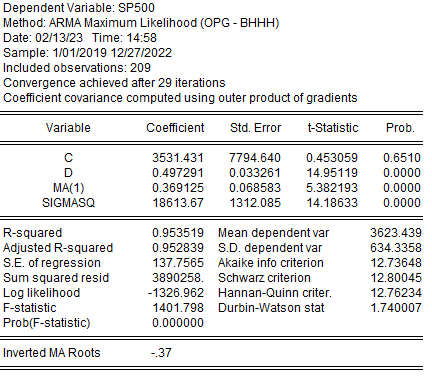 Dependent Variable: SP500
Method: ARMA Maximum Likelihood (OPG - BHHH)
Date: 02/13/23 Time: 14:58
Sample: 1/01/2019 12/27/2022
Included observations: 209
Convergence achieved after 29 iterations
Coefficient covariance computed using outer product of gradients
Variable Coefficient Std. Error t-Statistic Prob.
C 3531.431 7794.640 0.453059 0.6510
D 0.497291 0.033261 14.95119 0.0000
MA(1) 0.369125 0.068583 5.382193 0.0000
SIGMASQ 18613.67 1312.085 14.18633 0.0000
R-squared 0.953519 Mean dependent var 3623.439
Adjusted R-squared 0.952839 S.D. dependent var 634.3358
S.E. of regression 137.7565 Akaike info criterion 12.73648
Sum squared resid 3890258. Schwarz criterion 12.80045
Log likelihood -1326.962 Hannan-Quinn criter. 12.76234
F-statistic 1401.798 Durbin-Watson stat 1.740007
Prob(F-statistic) 0.000000
Inverted MA Roots -.37